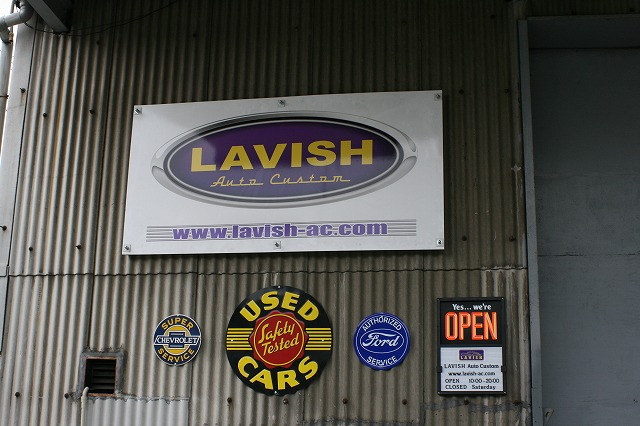 LAVISH
Auto Custom
www.lavish-ac.com
SUPER
CHEVROLET
SERVICE
USED
Safety
Tested
CARS
AUTHORIZED
Ford
SERVICE
Yes... we're
OPEN
LAVISH Auto Custom
www.lavish-ac.com
OPEN 10:00-20:00
CLOSED Saturday